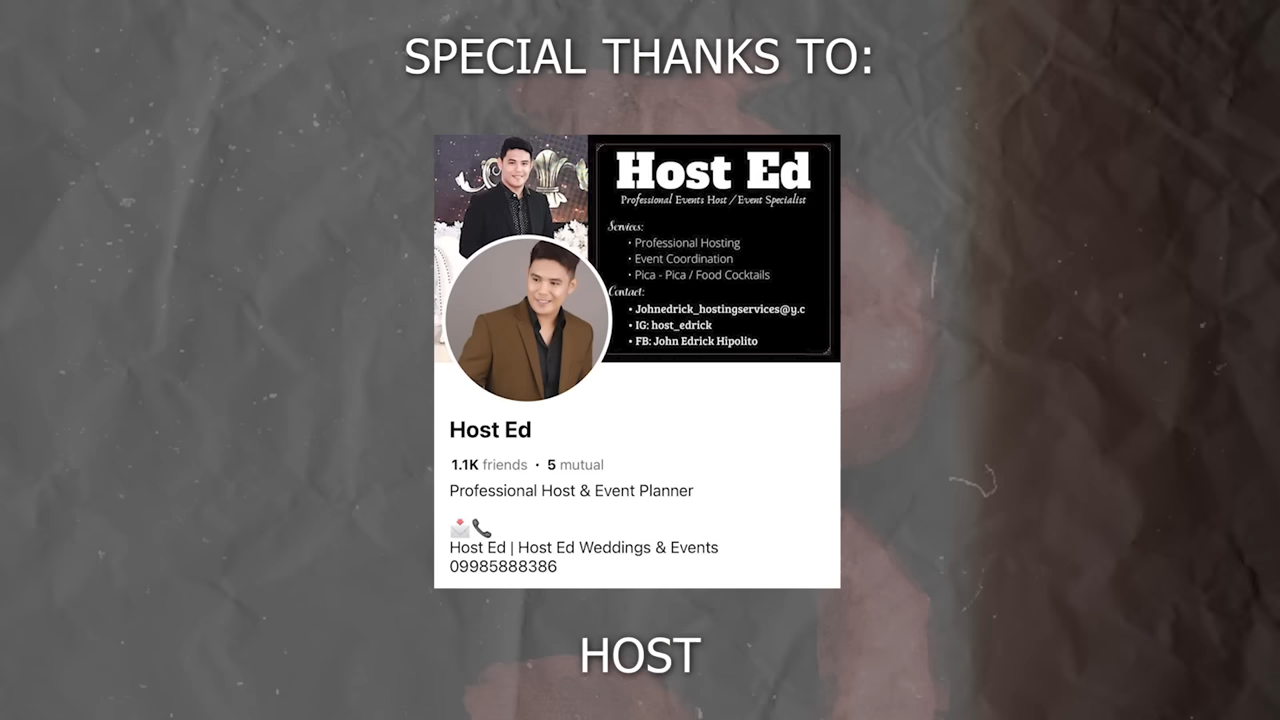 SPECIAL THANKS TO:
Host Ed
Professional Events Host / Event Specialist
Services:
• Professional Hosting
• Event Coordination
• Pica - Pica / Food Cocktails
Contact:
• Johnedrick_hostingservices@y.c
• IG: host_edrick
• FB: John Edrick Hipolito
Host Ed
1.1K friends · 5 mutual
Professional Host & Event Planner
Host Ed | Host Ed Weddings & Events
09985888386
HOST